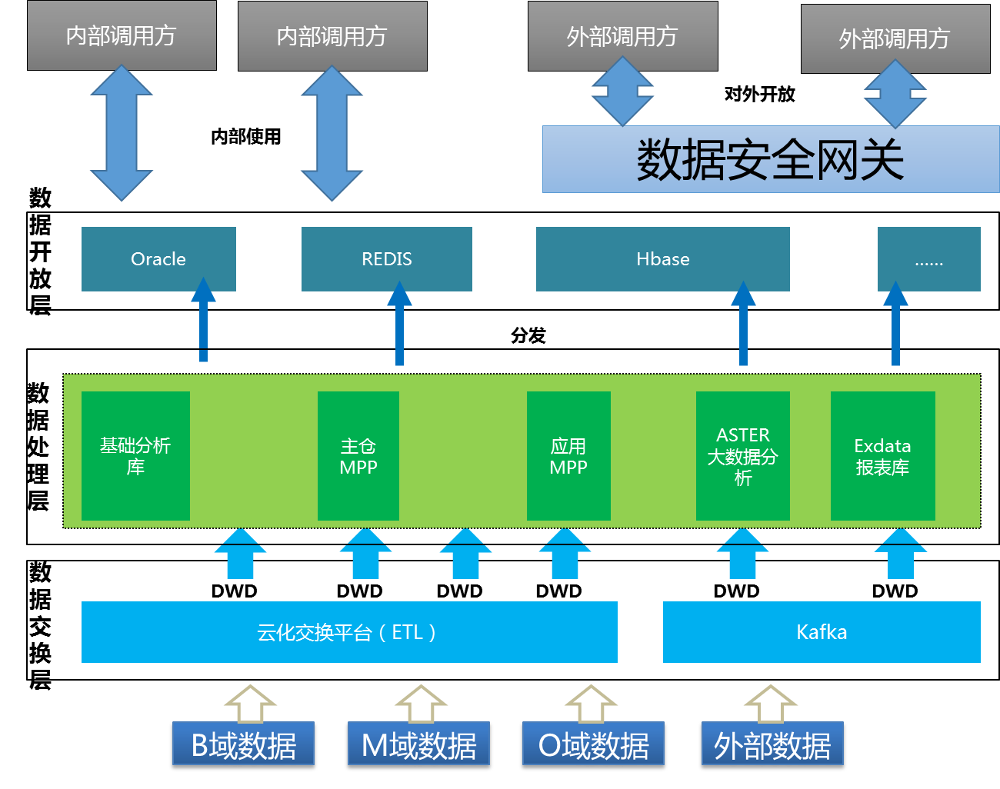 内部调用方
内部调用方
外部调用方
外部调用方
对外开放
内部使用
数据安全网关
数
据
开
放
层
Oracle
REDIS
Hbase
......
分发
数
据
处
理
层
基础分析
库
主仓
MPP
应用
MPP
ASTER
大数据分
析
Exdata
报表库
数
据
交
换
层
DWD
DWD
DWD
DWD
DWD
DWD
云化交换平台（ETL）
Kafka
B域数据
M域数据
O域数据
外部数据